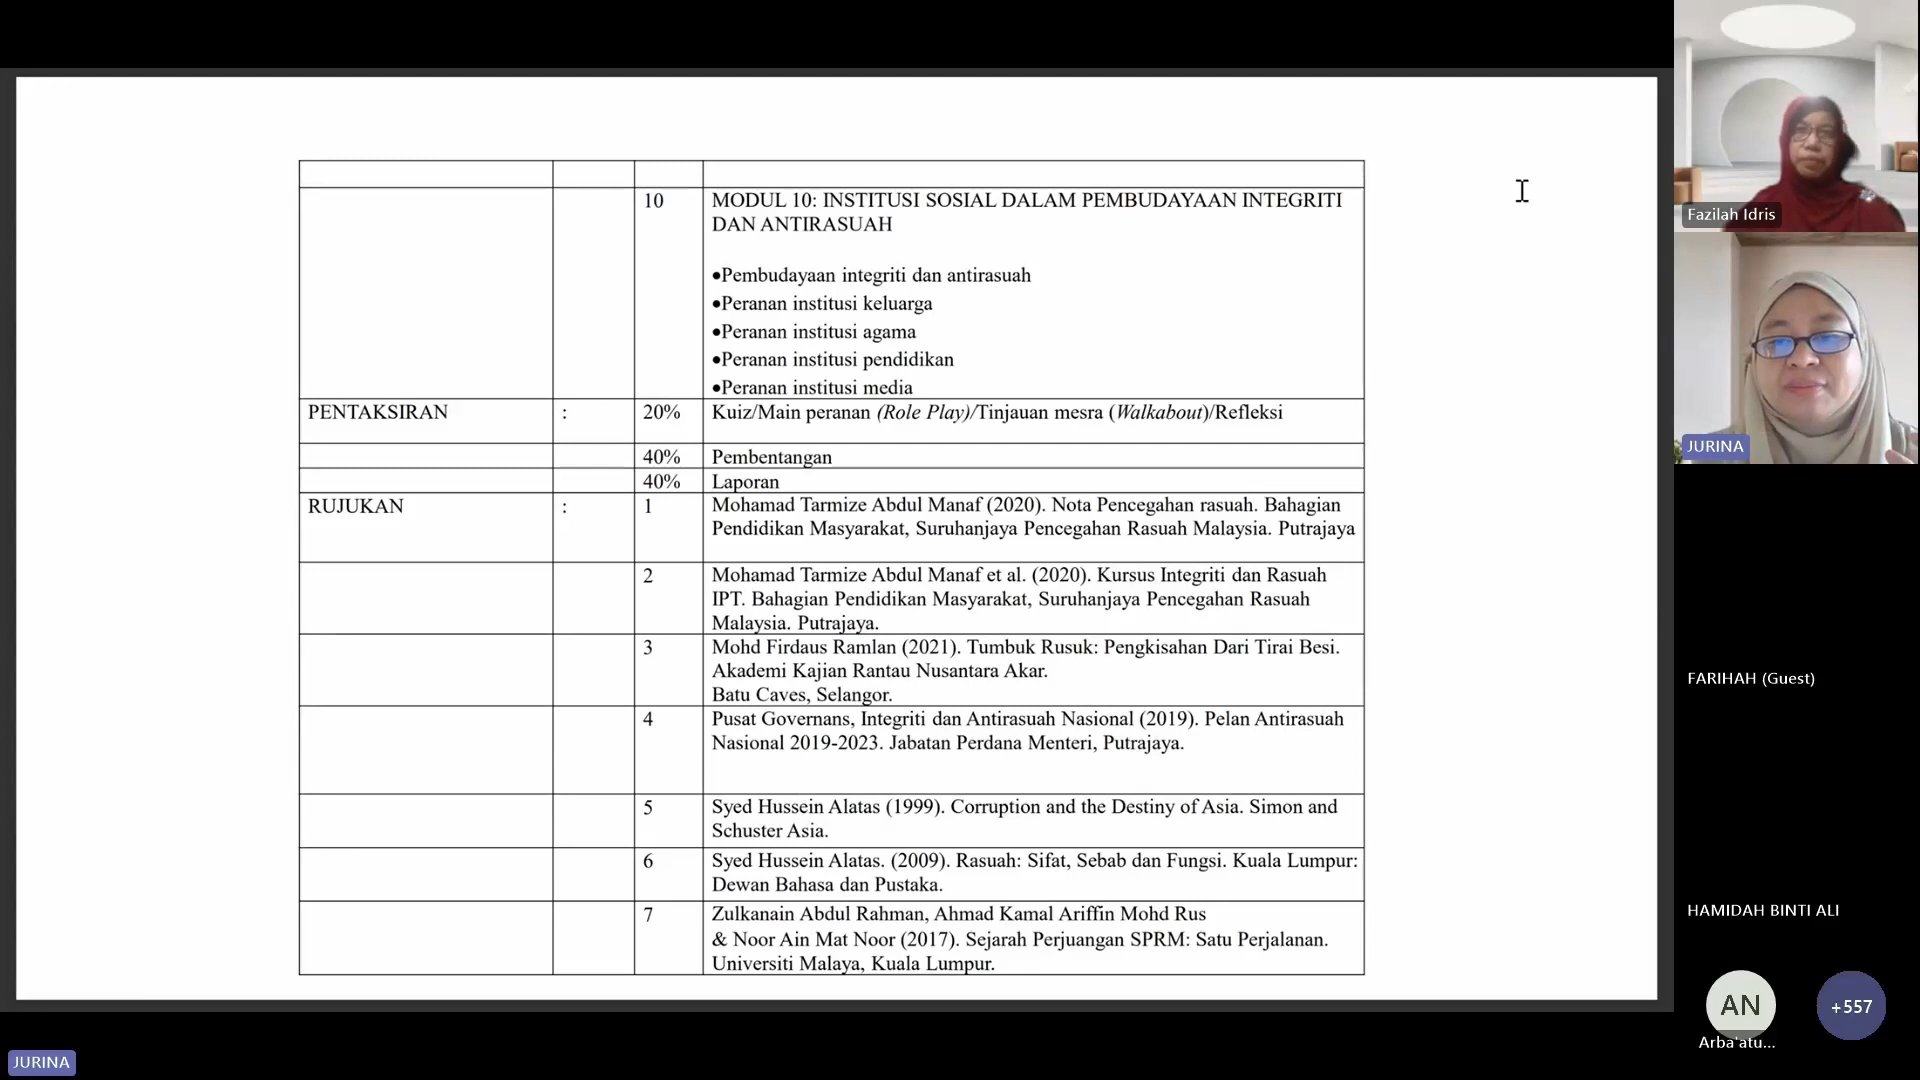 10 MODUL 10: INSTITUSI SOSIAL DALAM PEMBUDAYAAN INTEGRITI
DAN ANTIRASUAH
•Pembudayaan integriti dan antirasuah
•Peranan institusi keluarga
•Peranan institusi agama
•Peranan institusi pendidikan
•Peranan institusi media
PENTAKSIRAN : 20% Kuiz/Main peranan (Role Play)/Tinjauan mesra (Walkabout)/Refleksi
40% Pembentangan
40% Laporan
RUJUKAN : 1 Mohamad Tarmize Abdul Manaf (2020). Nota Pencegahan rasuah. Bahagian
Pendidikan Masyarakat, Suruhanjaya Pencegahan Rasuah Malaysia. Putrajaya
2 Mohamad Tarmize Abdul Manaf et al. (2020). Kursus Integriti dan Rasuah
IPT. Bahagian Pendidikan Masyarakat, Suruhanjaya Pencegahan Rasuah
Malaysia. Putrajaya.
3 Mohd Firdaus Ramlan (2021). Tumbuk Rusuk: Pengkisahan Dari Tirai Besi.
Akademi Kajian Rantau Nusantara Akar.
Batu Caves, Selangor.
4 Pusat Governans, Integriti dan Antirasuah Nasional (2019). Pelan Antirasuah
Nasional 2019-2023. Jabatan Perdana Menteri, Putrajaya.
5 Syed Hussein Alatas (1999). Corruption and the Destiny of Asia. Simon and
Schuster Asia.
6 Syed Hussein Alatas. (2009). Rasuah: Sifat, Sebab dan Fungsi. Kuala Lumpur:
Dewan Bahasa dan Pustaka.
7 Zulkanain Abdul Rahman, Ahmad Kamal Ariffin Mohd Rus
& Noor Ain Mat Noor (2017). Sejarah Perjuangan SPRM: Satu Perjalanan.
Universiti Malaya, Kuala Lumpur.
Fazilah Idris
JURINA
FARIHAH (Guest)
HAMIDAH BINTI ALI
AN
+557
Arba'atu...
JURINA